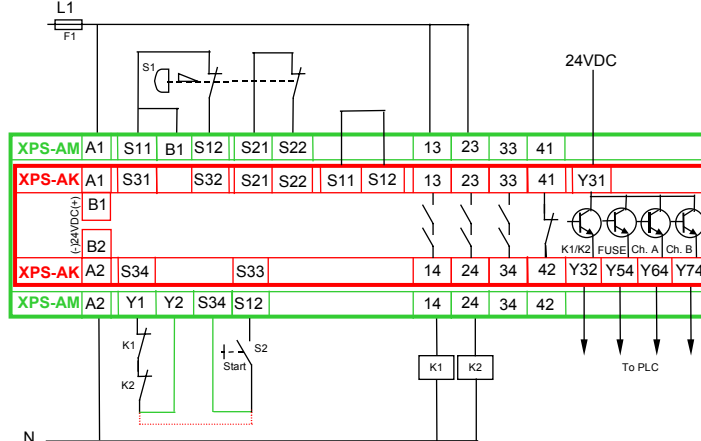 L1
F1
S1
24VDC
XPS-AM A1 S11 B1 S12 S21 S22 13 23 33 41
XPS-AK A1 S31 S32 S21 S22 S11 S12 13 23 33 41 Y31
B1
(-)24VDC(+)
B2
K1/K2 FUSE Ch. A Ch. B
XPS-AK A2 S34 S33 14 24 34 42 Y32 Y54 Y64 Y74
XPS-AM A2 Y1 Y2 S34 S12 14 24 34 42
K1 S2
Start
K2
K1 K2
To PLC
N